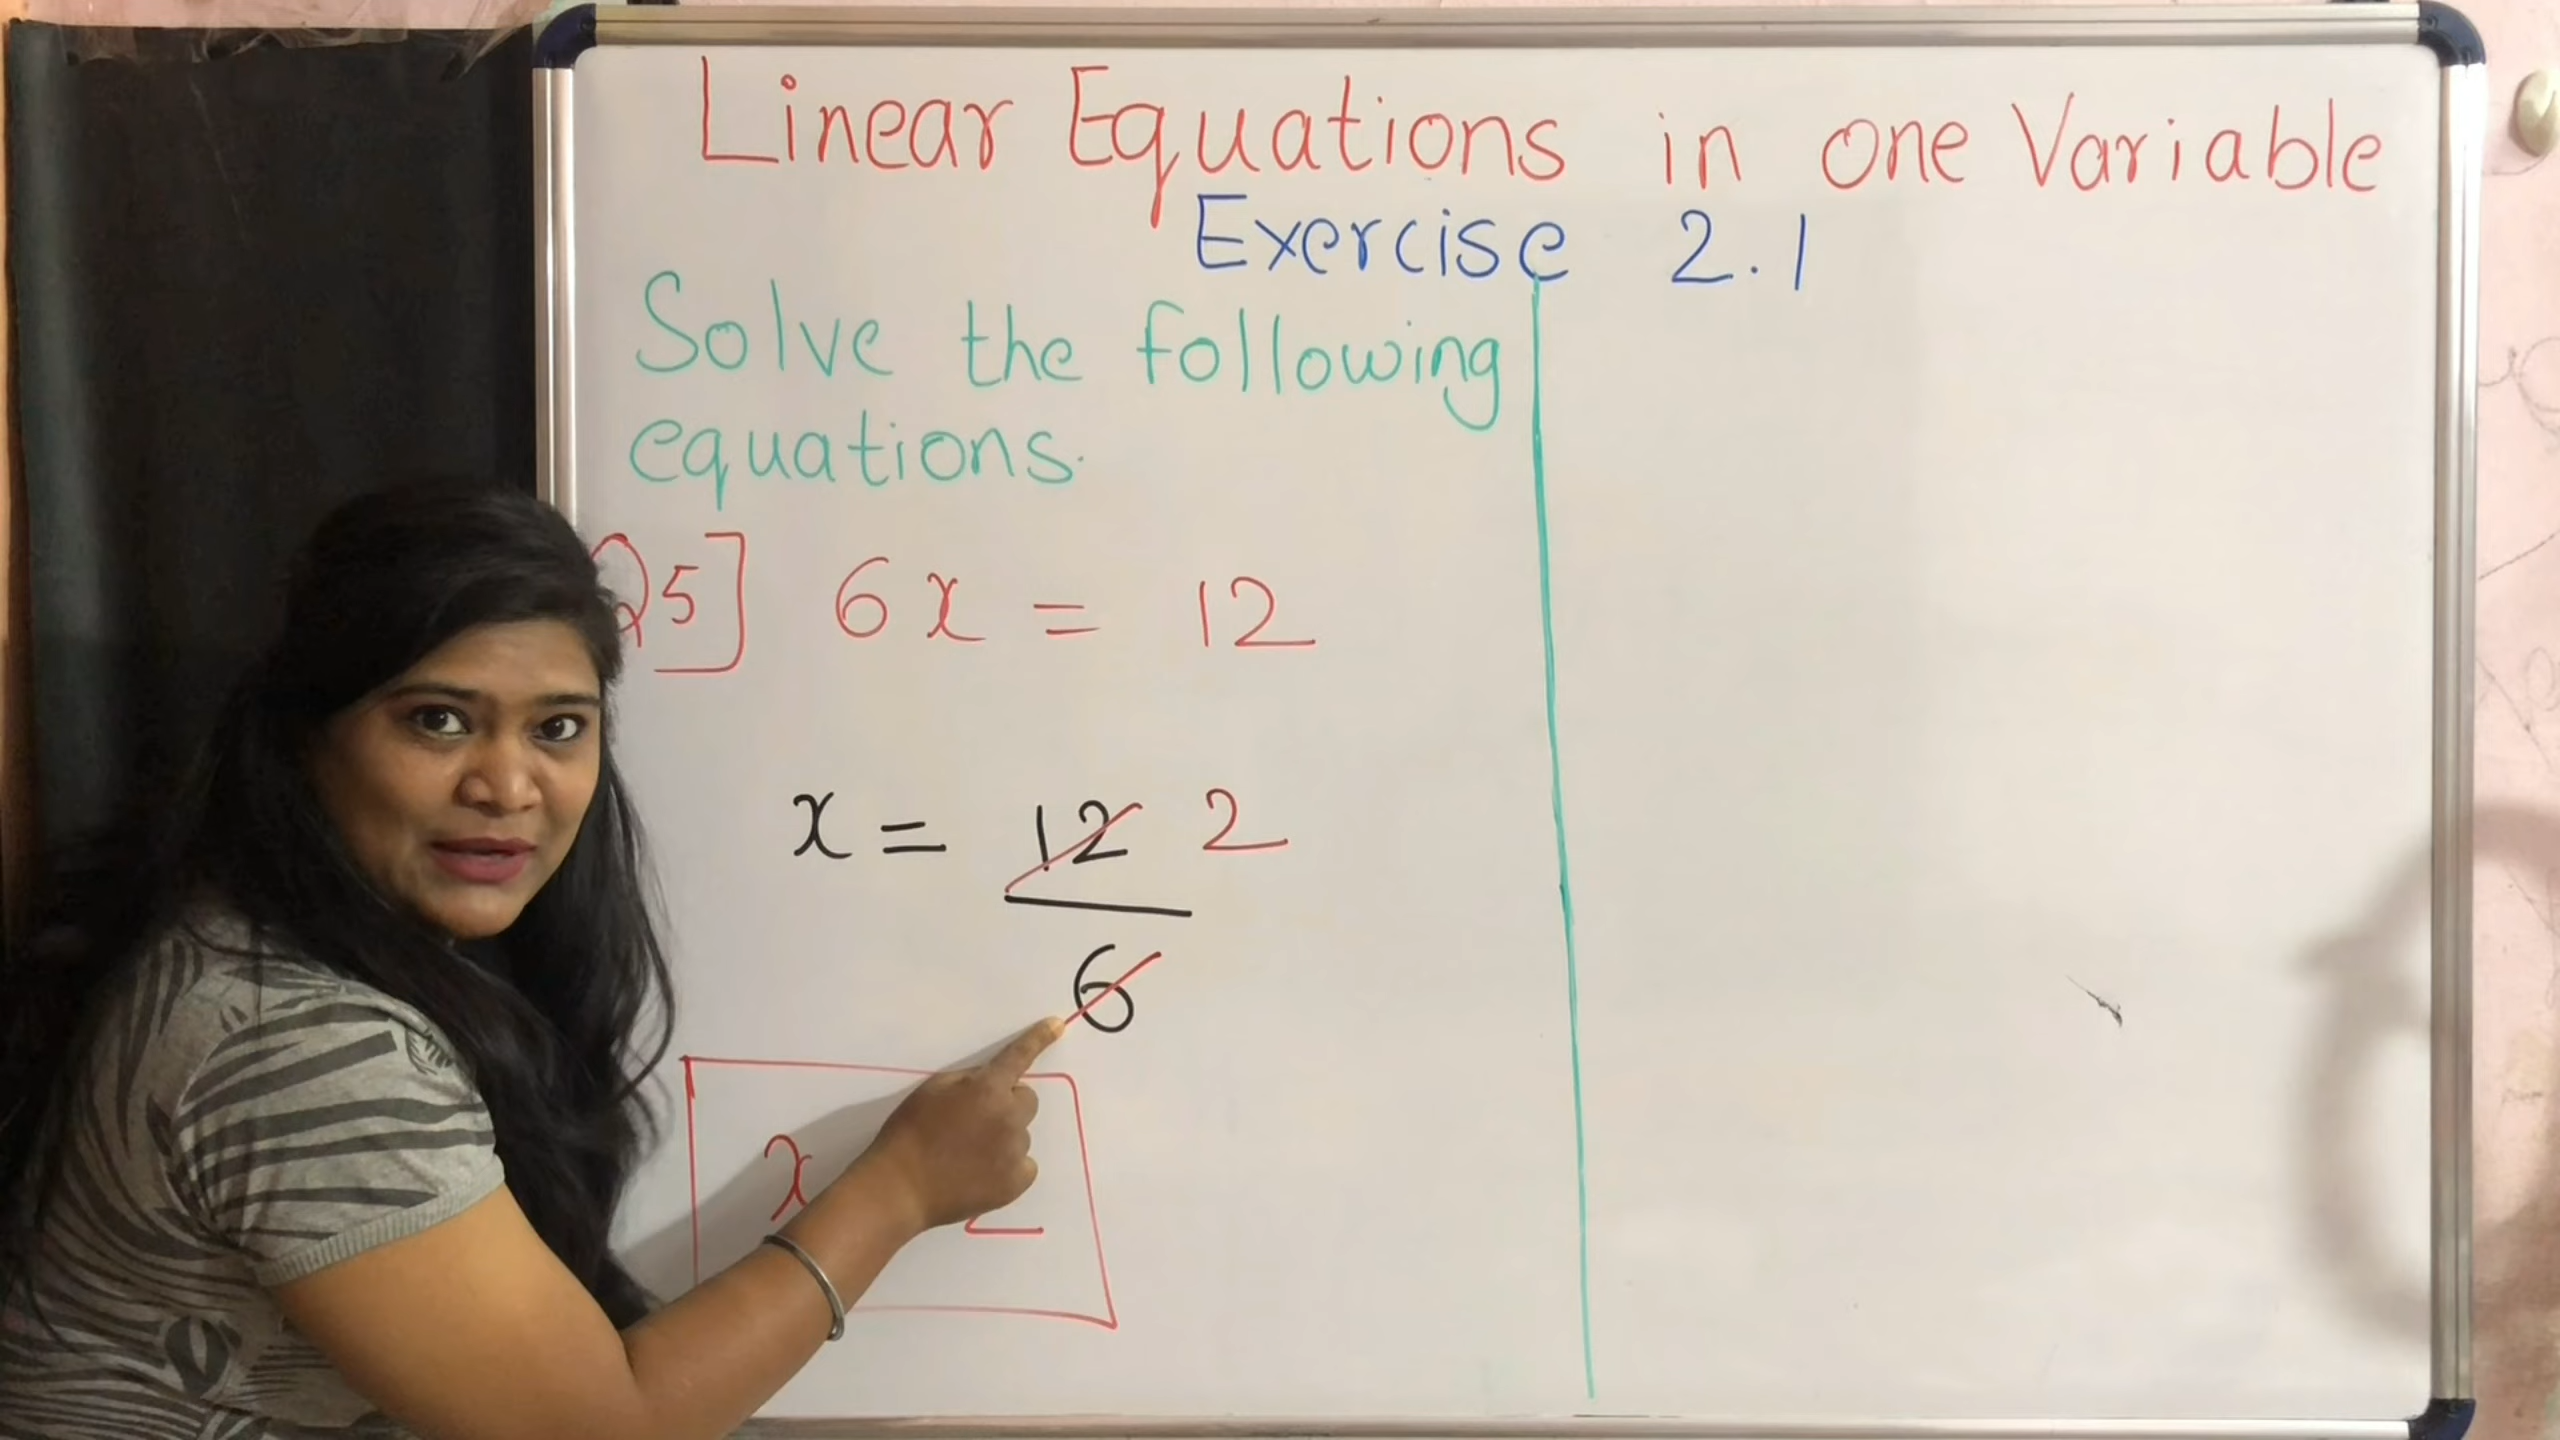 Linear Equations in one Variable
Exercise 2.1
Solve the following
equations.
Q5] 6x = 12
x = 12 2
6
x